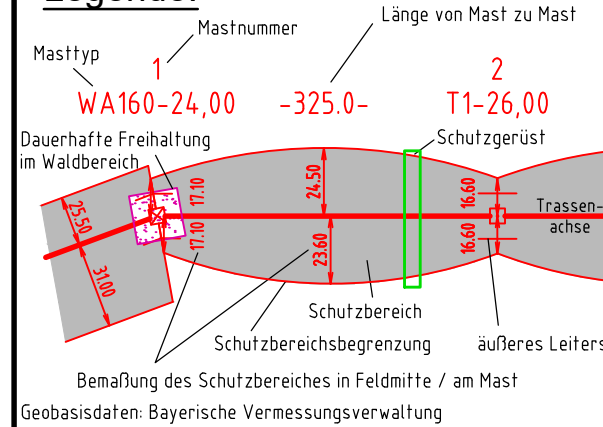 Legende:
Länge von Mast zu Mast
Mastnummer
Masttyp
1
2
WA160-24,00
-325.0-
T1-26,00
Dauerhafte Freihaltung
im Waldbereich
Schutzgerüst
17.10
24.50
16.60
25.50
Trassen-
achse
17.10
23.60
16.60
31.00
Schutzbereich
Schutzbereichsbegrenzung
äußeres Leiters
Bemaßung des Schutzbereiches in Feldmitte / am Mast
Geobasisdaten: Bayerische Vermessungsverwaltung